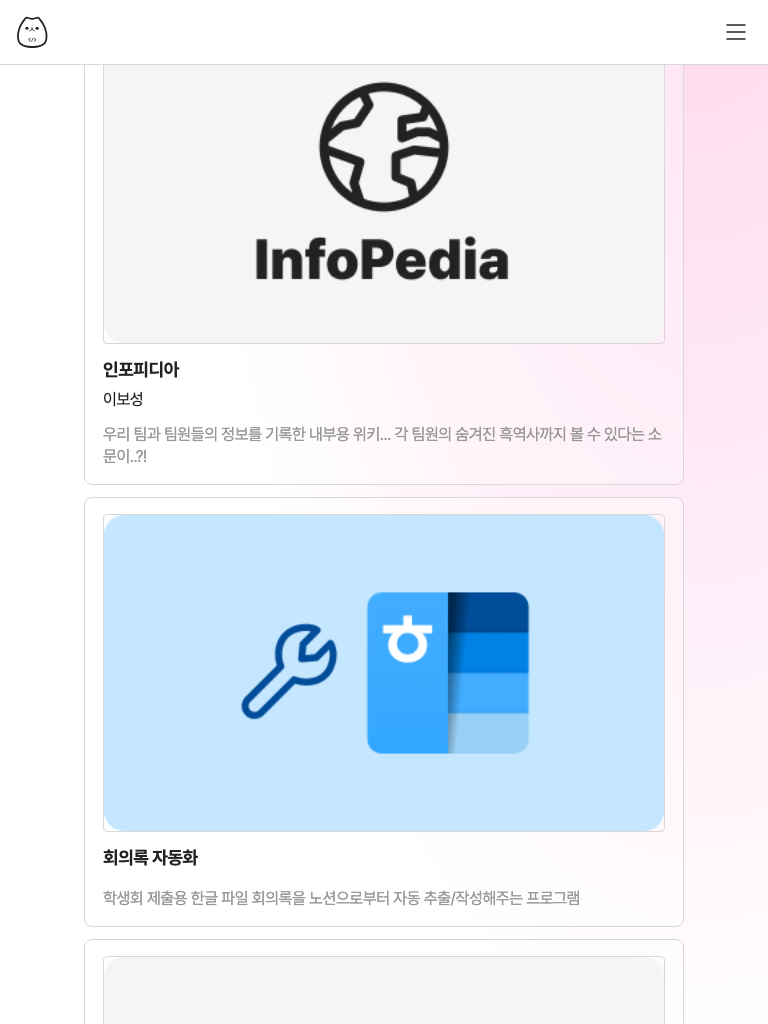 InfoPedia
인포피디아
이보성
우리 팀과 팀원들의 정보를 기록한 내부용 위키... 각 팀원의 숨겨진 흑역사까지 볼 수 있다는 소
문이..?!
ㅎ
회의록 자동화
학생회 제출용 한글 파일 회의록을 노션으로부터 자동 추출/작성해주는 프로그램